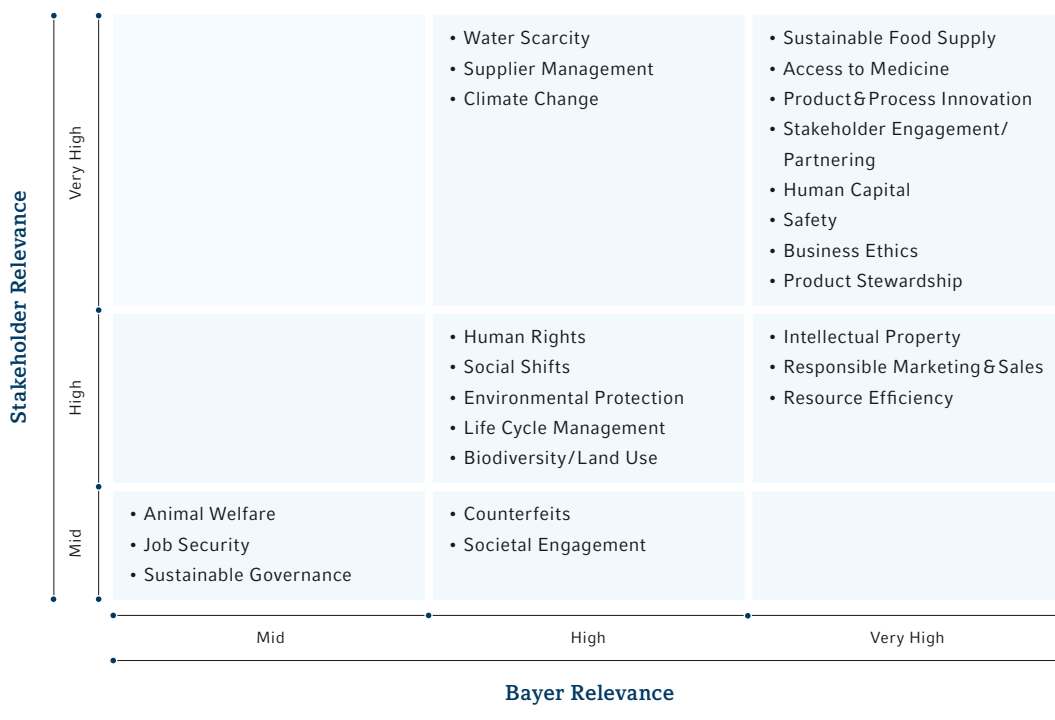 Stakeholder Relevance
Very High
• Water Scarcity
• Supplier Management
• Climate Change
• Sustainable Food Supply
• Access to Medicine
• Product & Process Innovation
• Stakeholder Engagement/
Partnering
• Human Capital
• Safety
• Business Ethics
• Product Stewardship
High
• Human Rights
• Social Shifts
• Environmental Protection
• Life Cycle Management
• Biodiversity/Land Use
• Intellectual Property
• Responsible Marketing & Sales
• Resource Efficiency
Mid
• Animal Welfare
• Job Security
• Sustainable Governance
• Counterfeits
• Societal Engagement
Mid
High
Very High
Bayer Relevance